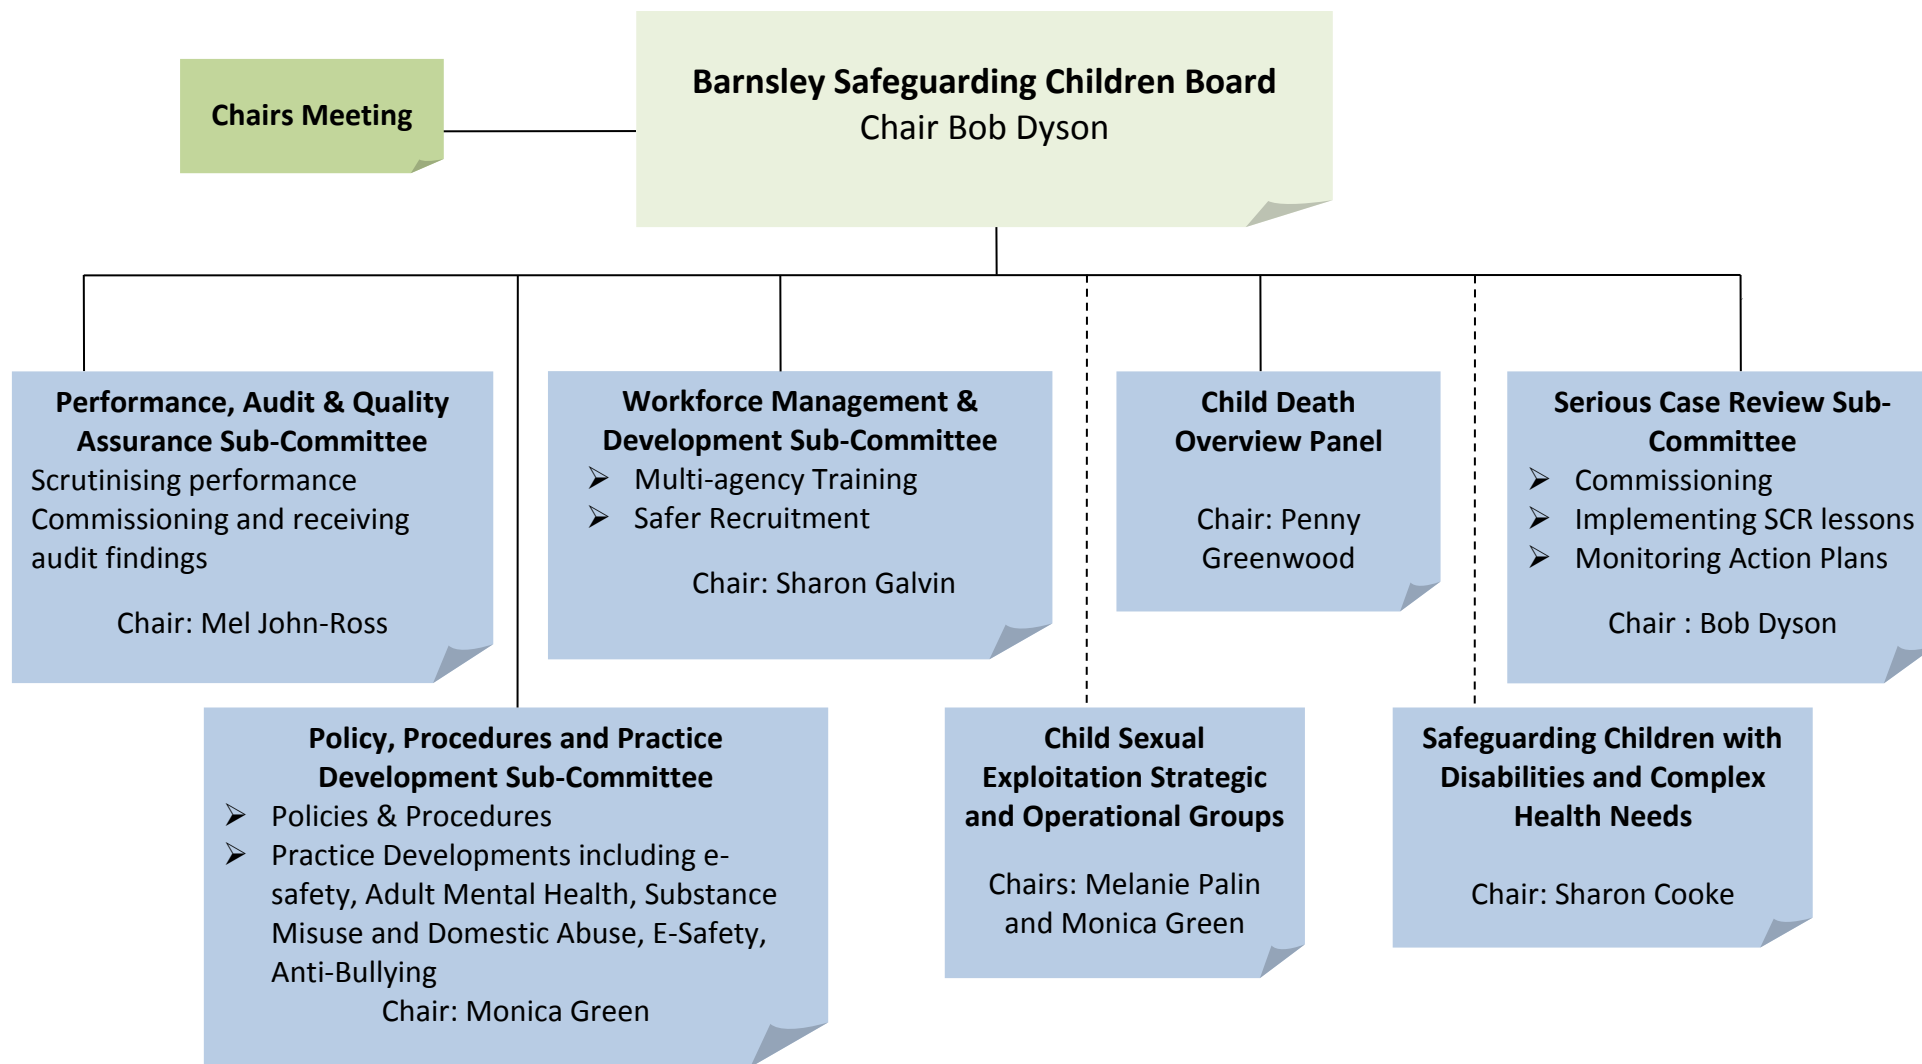 Chairs Meeting
Barnsley Safeguarding Children Board
Chair Bob Dyson
Performance, Audit & Quality
Assurance Sub-Committee
Scrutinising performance
Commissioning and receiving
audit findings
Chair: Mel John-Ross
Workforce Management &
Development Sub-Committee
➢ Multi-agency Training
➢ Safer Recruitment
Chair: Sharon Galvin
Child Death
Overview Panel
Chair: Penny
Greenwood
Serious Case Review Sub-
Committee
➢ Commissioning
➢ Implementing SCR lessons
➢ Monitoring Action Plans
Chair : Bob Dyson
Policy, Procedures and Practice
Development Sub-Committee
➢ Policies & Procedures
➢ Practice Developments including e-
safety, Adult Mental Health, Substance
Misuse and Domestic Abuse, E-Safety,
Anti-Bullying
Chair: Monica Green
Child Sexual
Exploitation Strategic
and Operational Groups
Chairs: Melanie Palin
and Monica Green
Safeguarding Children with
Disabilities and Complex
Health Needs
Chair: Sharon Cooke